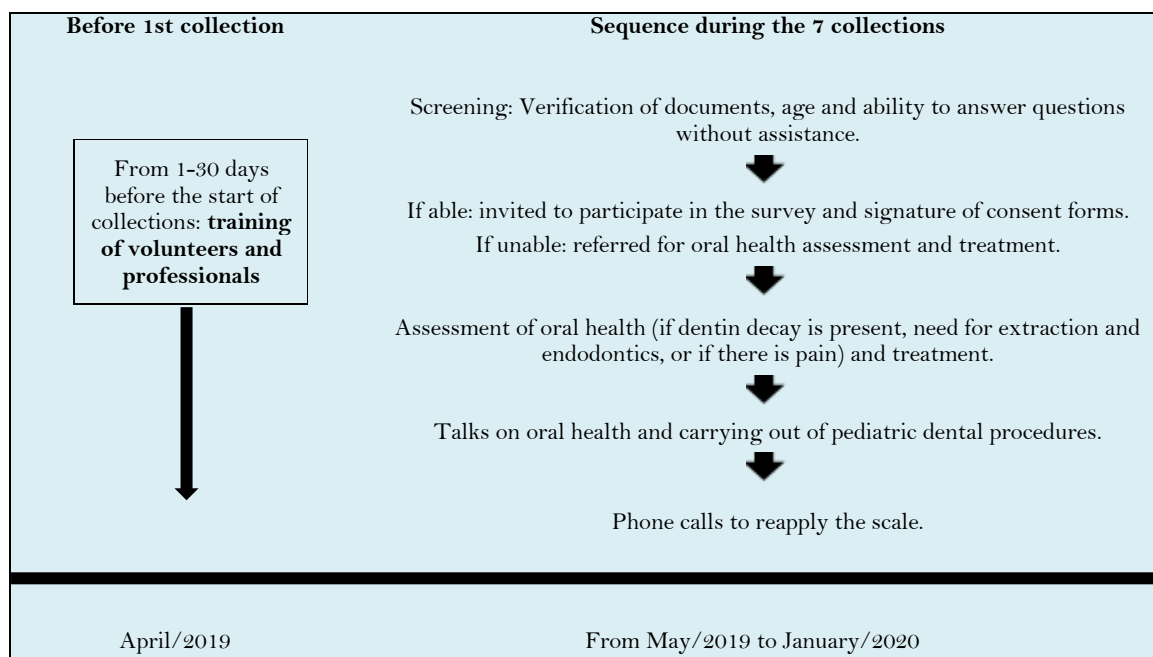 Before 1st collection
Sequence during the 7 collections
From 1-30 days
before the start of
collections: training
of volunteers and
professionals
Screening: Verification of documents, age and ability to answer questions
without assistance.
If able: invited to participate in the survey and signature of consent forms.
If unable: referred for oral health assessment and treatment.
Assessment of oral health (if dentin decay is present, need for extraction and
endodontics, or if there is pain) and treatment.
Talks on oral health and carrying out of pediatric dental procedures.
Phone calls to reapply the scale.
April/2019
From May/2019 to January/2020